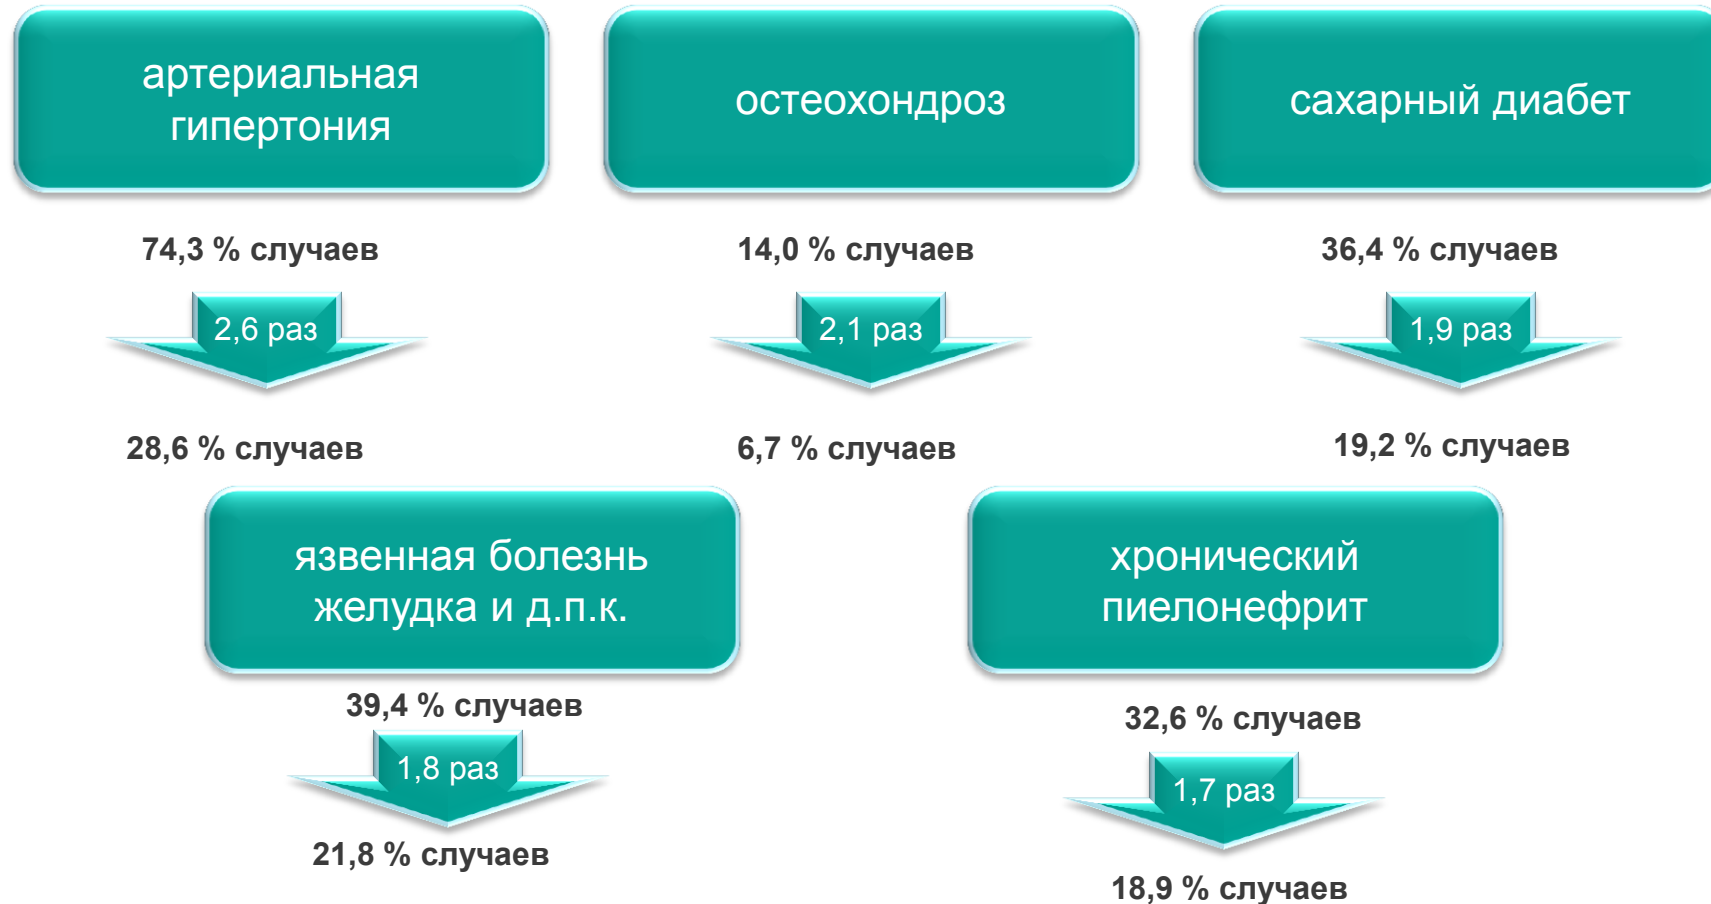 артериальная
гипертония
остеохондроз
сахарный диабет
74,3 % случаев
14,0 % случаев
36,4 % случаев
2,6 раз
2,1 раз
1,9 раз
28,6 % случаев
6,7 % случаев
19,2 % случаев
язвенная болезнь
желудка и д.п.к.
хронический
пиелонефрит
39,4 % случаев
32,6 % случаев
1,8 раз
1,7 раз
21,8 % случаев
18,9 % случаев